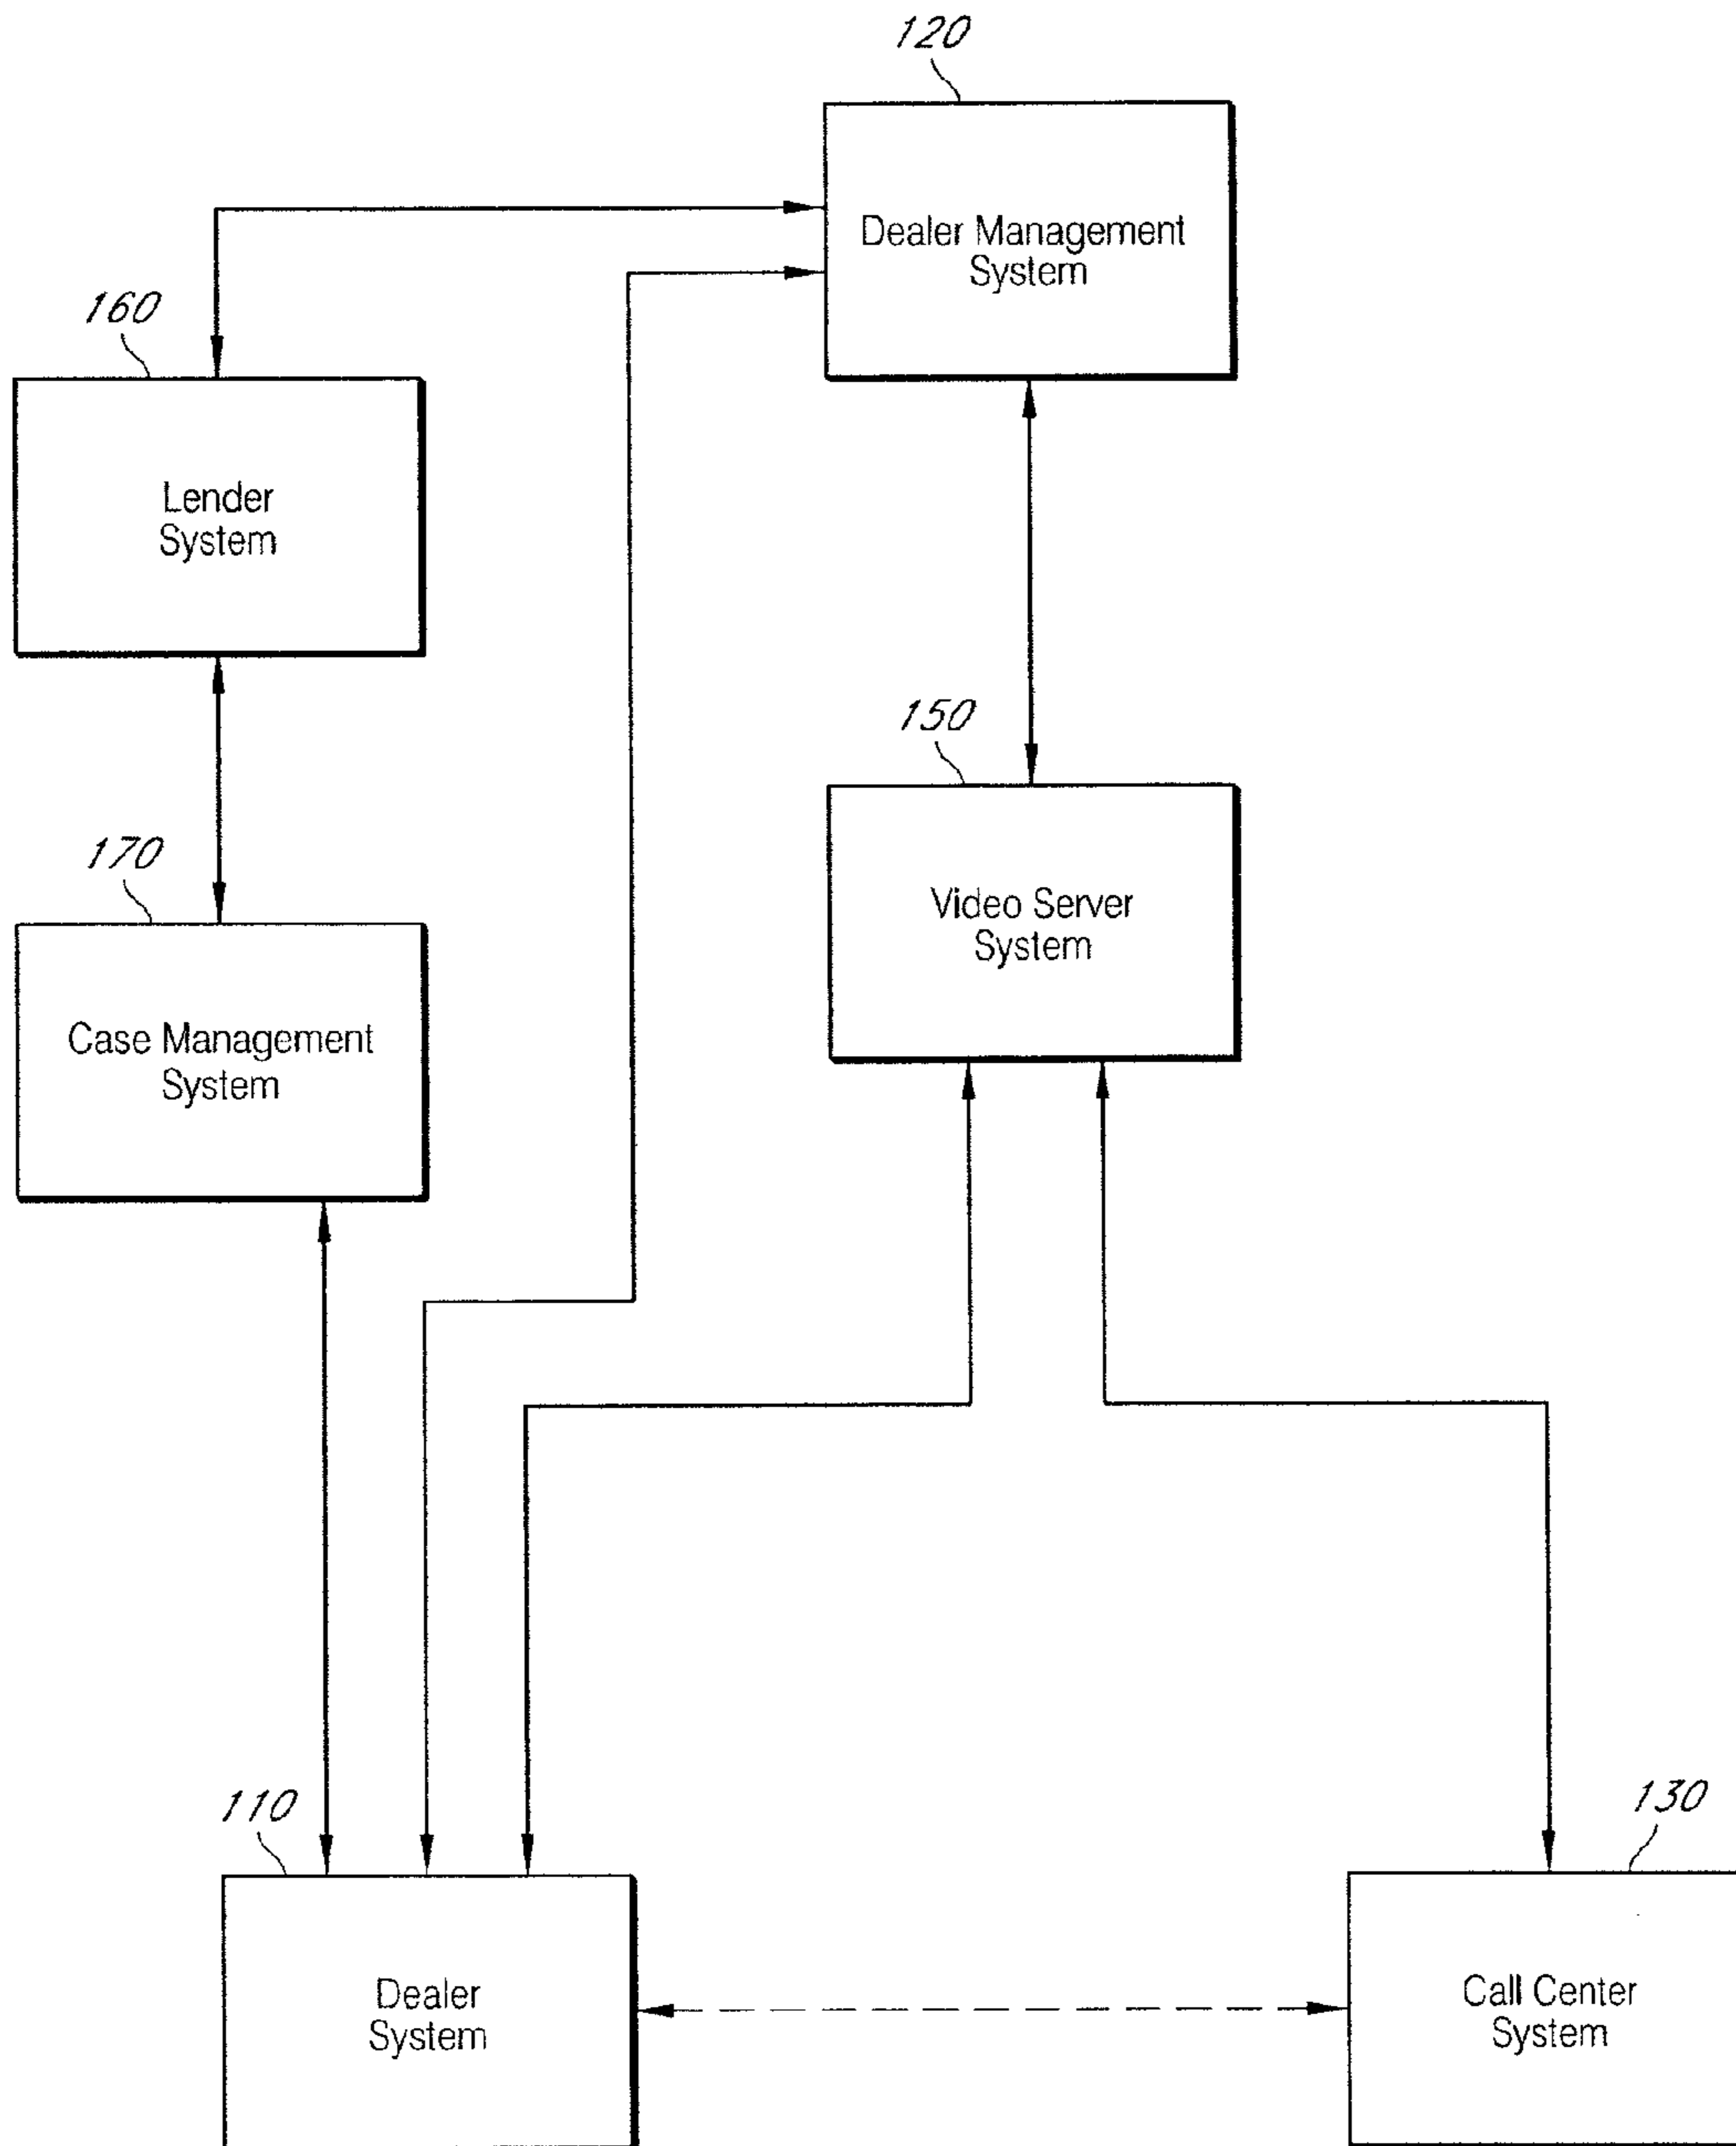 120
Dealer Management
System
160
Lender
System
150
Video Server
System
170
Case Management
System
110
Dealer
System
130
Call Center
System